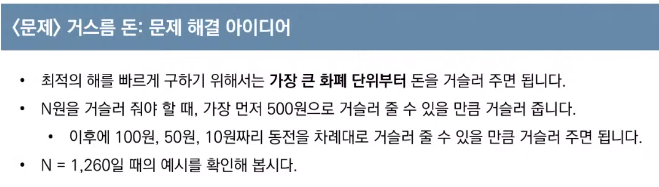 <문제> 거스름 돈: 문제 해결 아이디어
• 최적의 해를 빠르게 구하기 위해서는 가장 큰 화폐 단위부터 돈을 거슬러 주면 됩니다.
• N원을 거슬러 줘야 할 때, 가장 먼저 500원으로 거슬러 줄 수 있을 만큼 거슬러 줍니다.
• 이후에 100원, 50원, 10원짜리 동전을 차례대로 거슬러 줄 수 있을 만큼 거슬러 주면 됩니다.
• N = 1,260일 때의 예시를 확인해 봅시다.